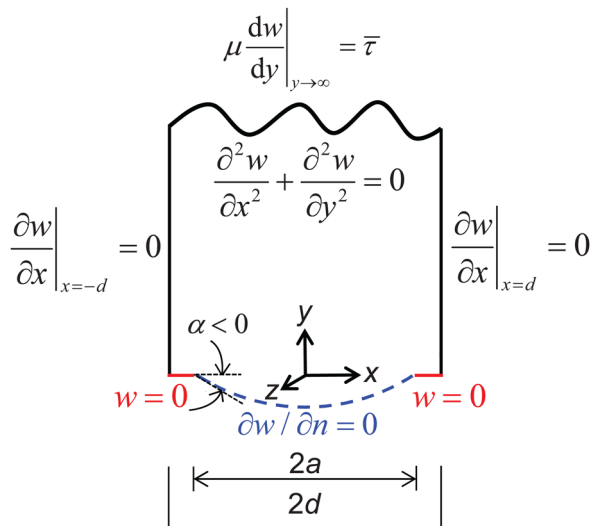 μ dw/dy |y→∞ = τ̄
∂²w/∂x² + ∂²w/∂y² = 0
∂w/∂x |x=−d = 0
∂w/∂x |x=d = 0
α < 0
y
x
z
w = 0
w = 0
∂w / ∂n = 0
2a
2d